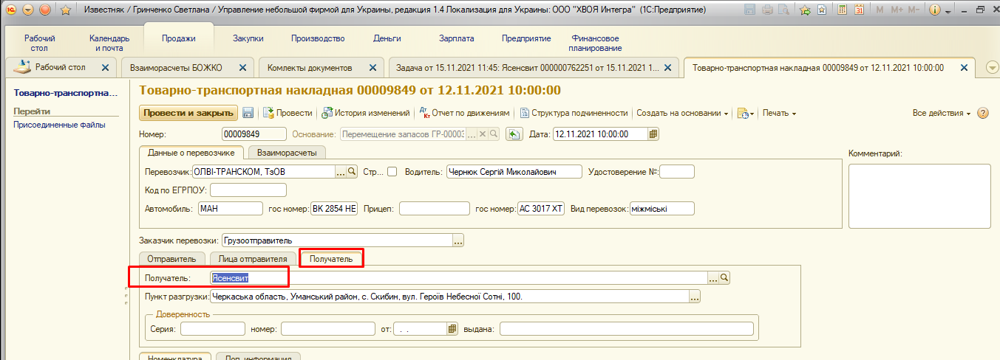 Известняк / Гринченко Светлана / Управление небольшой фирмой для Украины, редакция 1.4 Локализация для Украины: ООО "ХВОЯ Интегра" (1С:Предприятие)
M M+ M-
Рабочий стол
Календарь и почта
Продажи
Закупки
Производство
Деньги
Зарплата
Предприятие
Финансовое планирование
Рабочий стол
Взаиморасчеты БОЖКО
Комлекты документов
Задача от 15.11.2021 11:45: Ясенсвит 000000762251 от 15.11.2021 1...
Товарно-транспортная накладная 00009849 от 12.11.2021 10:00:00
Товарно-транспортна...
Перейти
Присоединенные файлы
Товарно-транспортная накладная 00009849 от 12.11.2021 10:00:00
Провести и закрыть Провести История изменений Дт Кт Отчет по движениям Структура подчиненности Создать на основании Печать Все действия
Номер: 00009849 Основание: Перемещение запасов ГР-00003 ... Дата: 12.11.2021 10:00:00
Данные о перевозчике Взаиморасчеты
Комментарий:
Перевозчик: ОЛВІ-ТРАНСКОМ, ТзОВ ... Стр... Водитель: Чернюк Сергій Миколайович Удостоверение №:
Код по ЕГРПОУ:
Автомобиль: МАН гос номер: ВК 2854 НЕ Прицеп: гос номер: АС 3017 ХТ Вид перевозок: міжміські
Заказчик перевозки: Грузоотправитель ...
Отправитель Лица отправителя Получатель
Получатель: Ясенсвит ...
Пункт разгрузки: Черкаська область, Уманський район, с. Скибин, вул. Героїв Небесної Сотні, 100. ...
Доверенность
Серия: номер: от: . . выдана:
Номенклатура Доп. информация